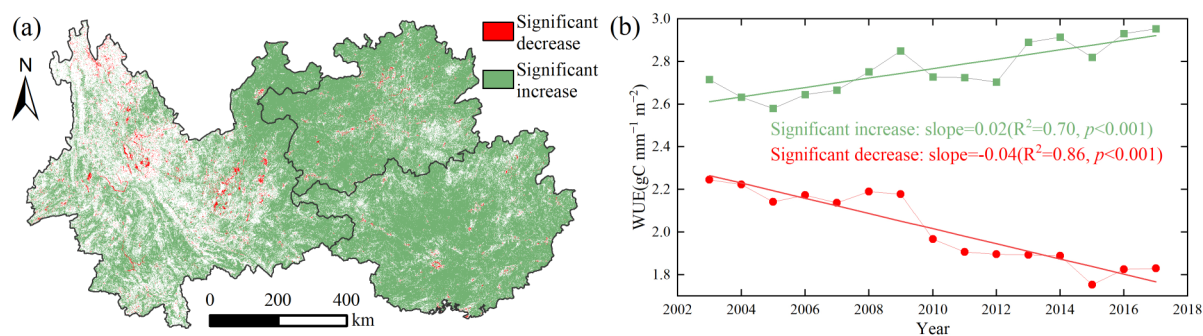 (a)
N
Significant
decrease
Significant
increase
0 200 400
km
(b)
WUE(gC mm⁻¹ m⁻²)
3.0
2.8
2.6
2.4
2.2
2.0
1.8
Significant increase: slope=0.02(R²=0.70, p<0.001)
Significant decrease: slope=-0.04(R²=0.86, p<0.001)
2002 2004 2006 2008 2010 2012 2014 2016 2018
Year